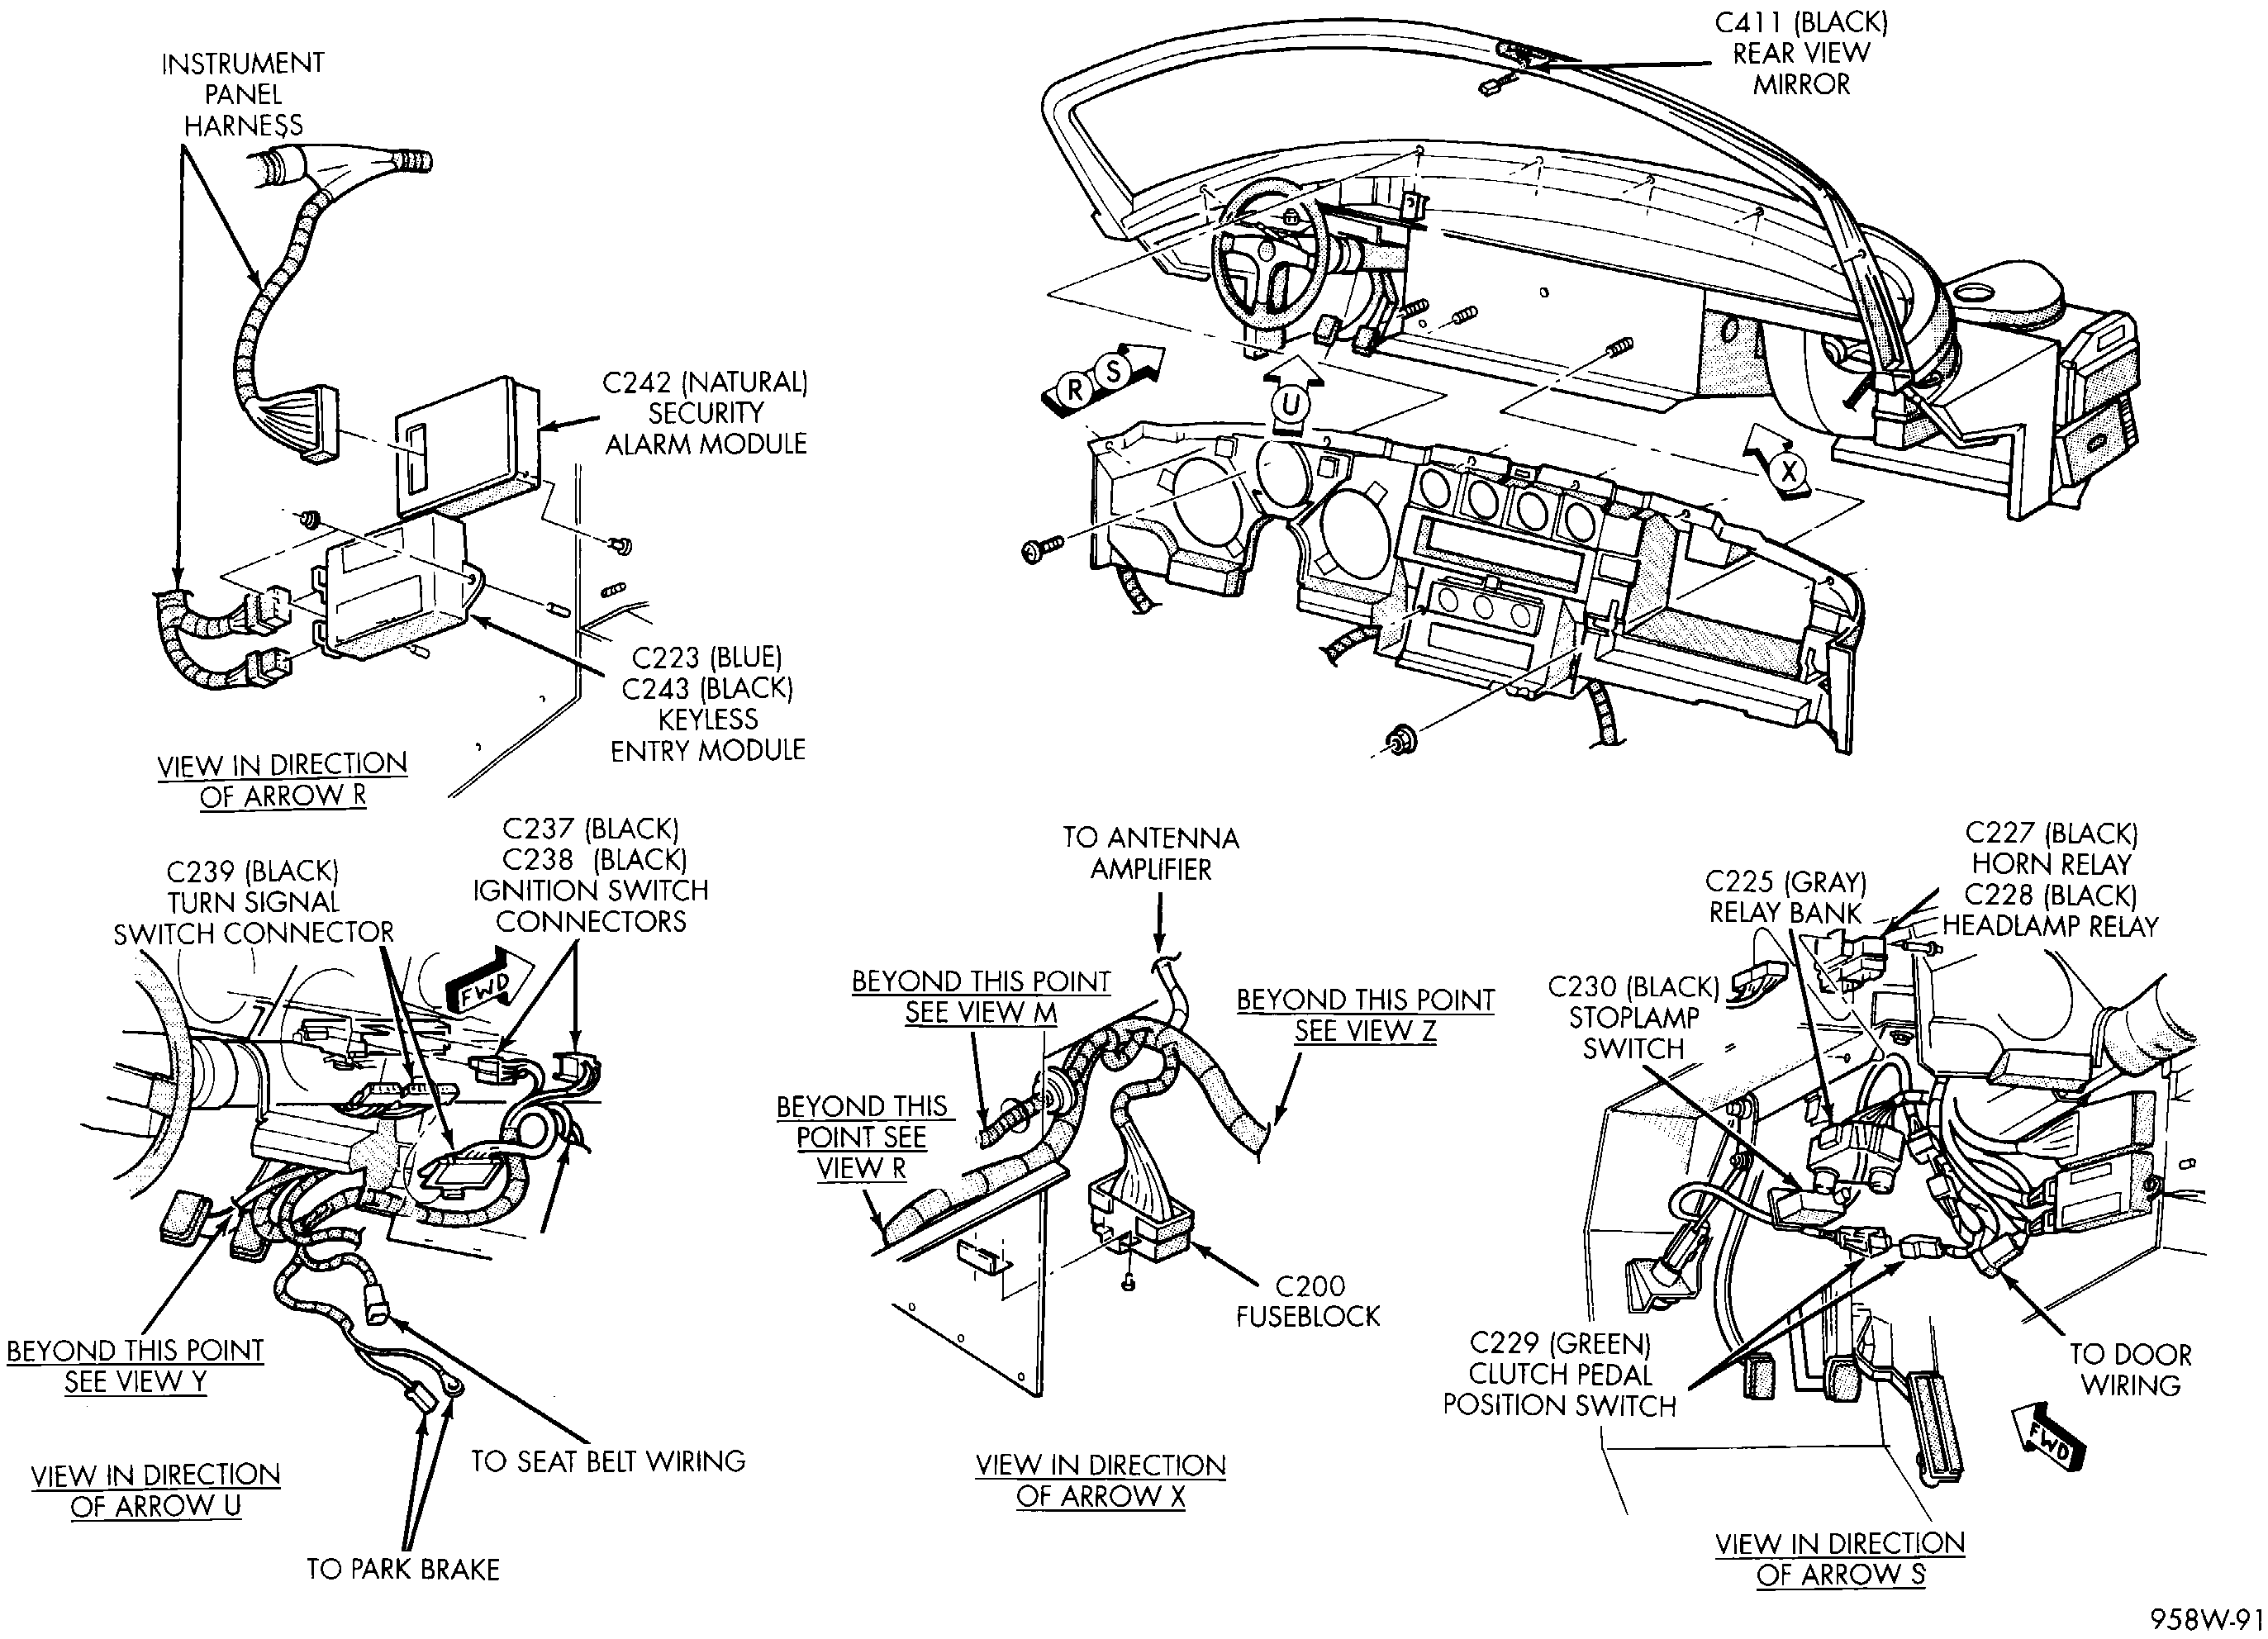 INSTRUMENT
PANEL
HARNESS
C411 (BLACK)
REAR VIEW
MIRROR
C242 (NATURAL)
SECURITY
ALARM MODULE
R
S
U
X
C223 (BLUE)
C243 (BLACK)
KEYLESS
ENTRY MODULE
VIEW IN DIRECTION
OF ARROW R
C239 (BLACK)
TURN SIGNAL
SWITCH CONNECTOR
C237 (BLACK)
C238 (BLACK)
IGNITION SWITCH
CONNECTORS
FWD
BEYOND THIS POINT
SEE VIEW Y
TO SEAT BELT WIRING
TO PARK BRAKE
VIEW IN DIRECTION
OF ARROW U
TO ANTENNA
AMPLIFIER
BEYOND THIS POINT
SEE VIEW M
BEYOND THIS POINT
SEE VIEW Z
BEYOND THIS
POINT SEE
VIEW R
C200
FUSEBLOCK
VIEW IN DIRECTION
OF ARROW X
C227 (BLACK)
HORN RELAY
C228 (BLACK)
HEADLAMP RELAY
C225 (GRAY)
RELAY BANK
C230 (BLACK)
STOPLAMP
SWITCH
C229 (GREEN)
CLUTCH PEDAL
POSITION SWITCH
TO DOOR
WIRING
FWD
VIEW IN DIRECTION
OF ARROW S
958W-91